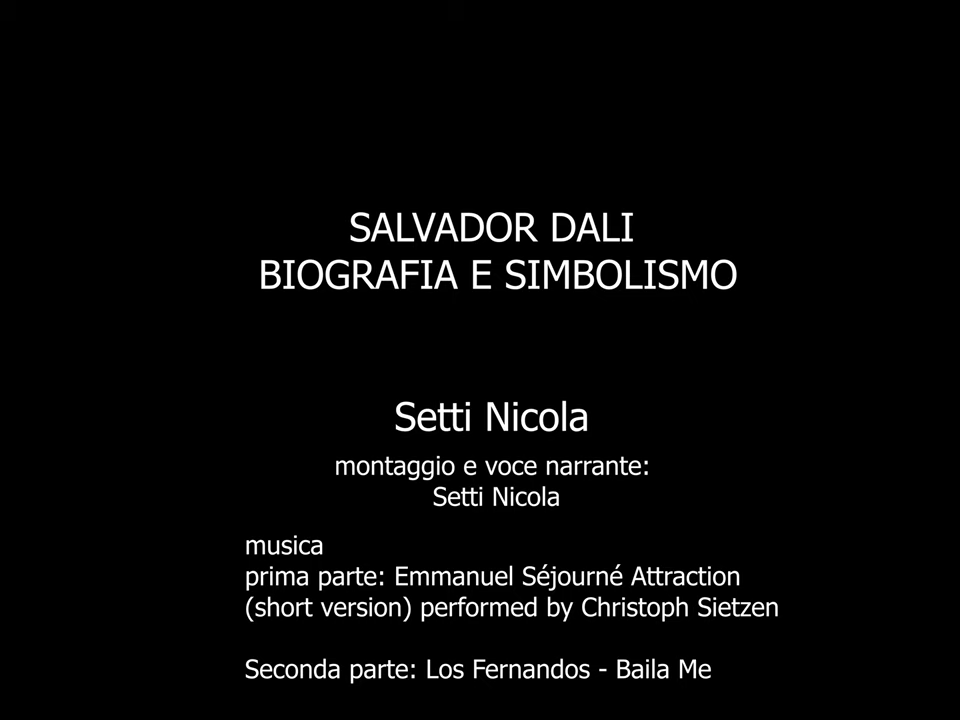 SALVADOR DALI
BIOGRAFIA E SIMBOLISMO
Setti Nicola
montaggio e voce narrante:
Setti Nicola
musica
prima parte: Emmanuel Séjourné Attraction
(short version) performed by Christoph Sietzen
Seconda parte: Los Fernandos - Baila Me